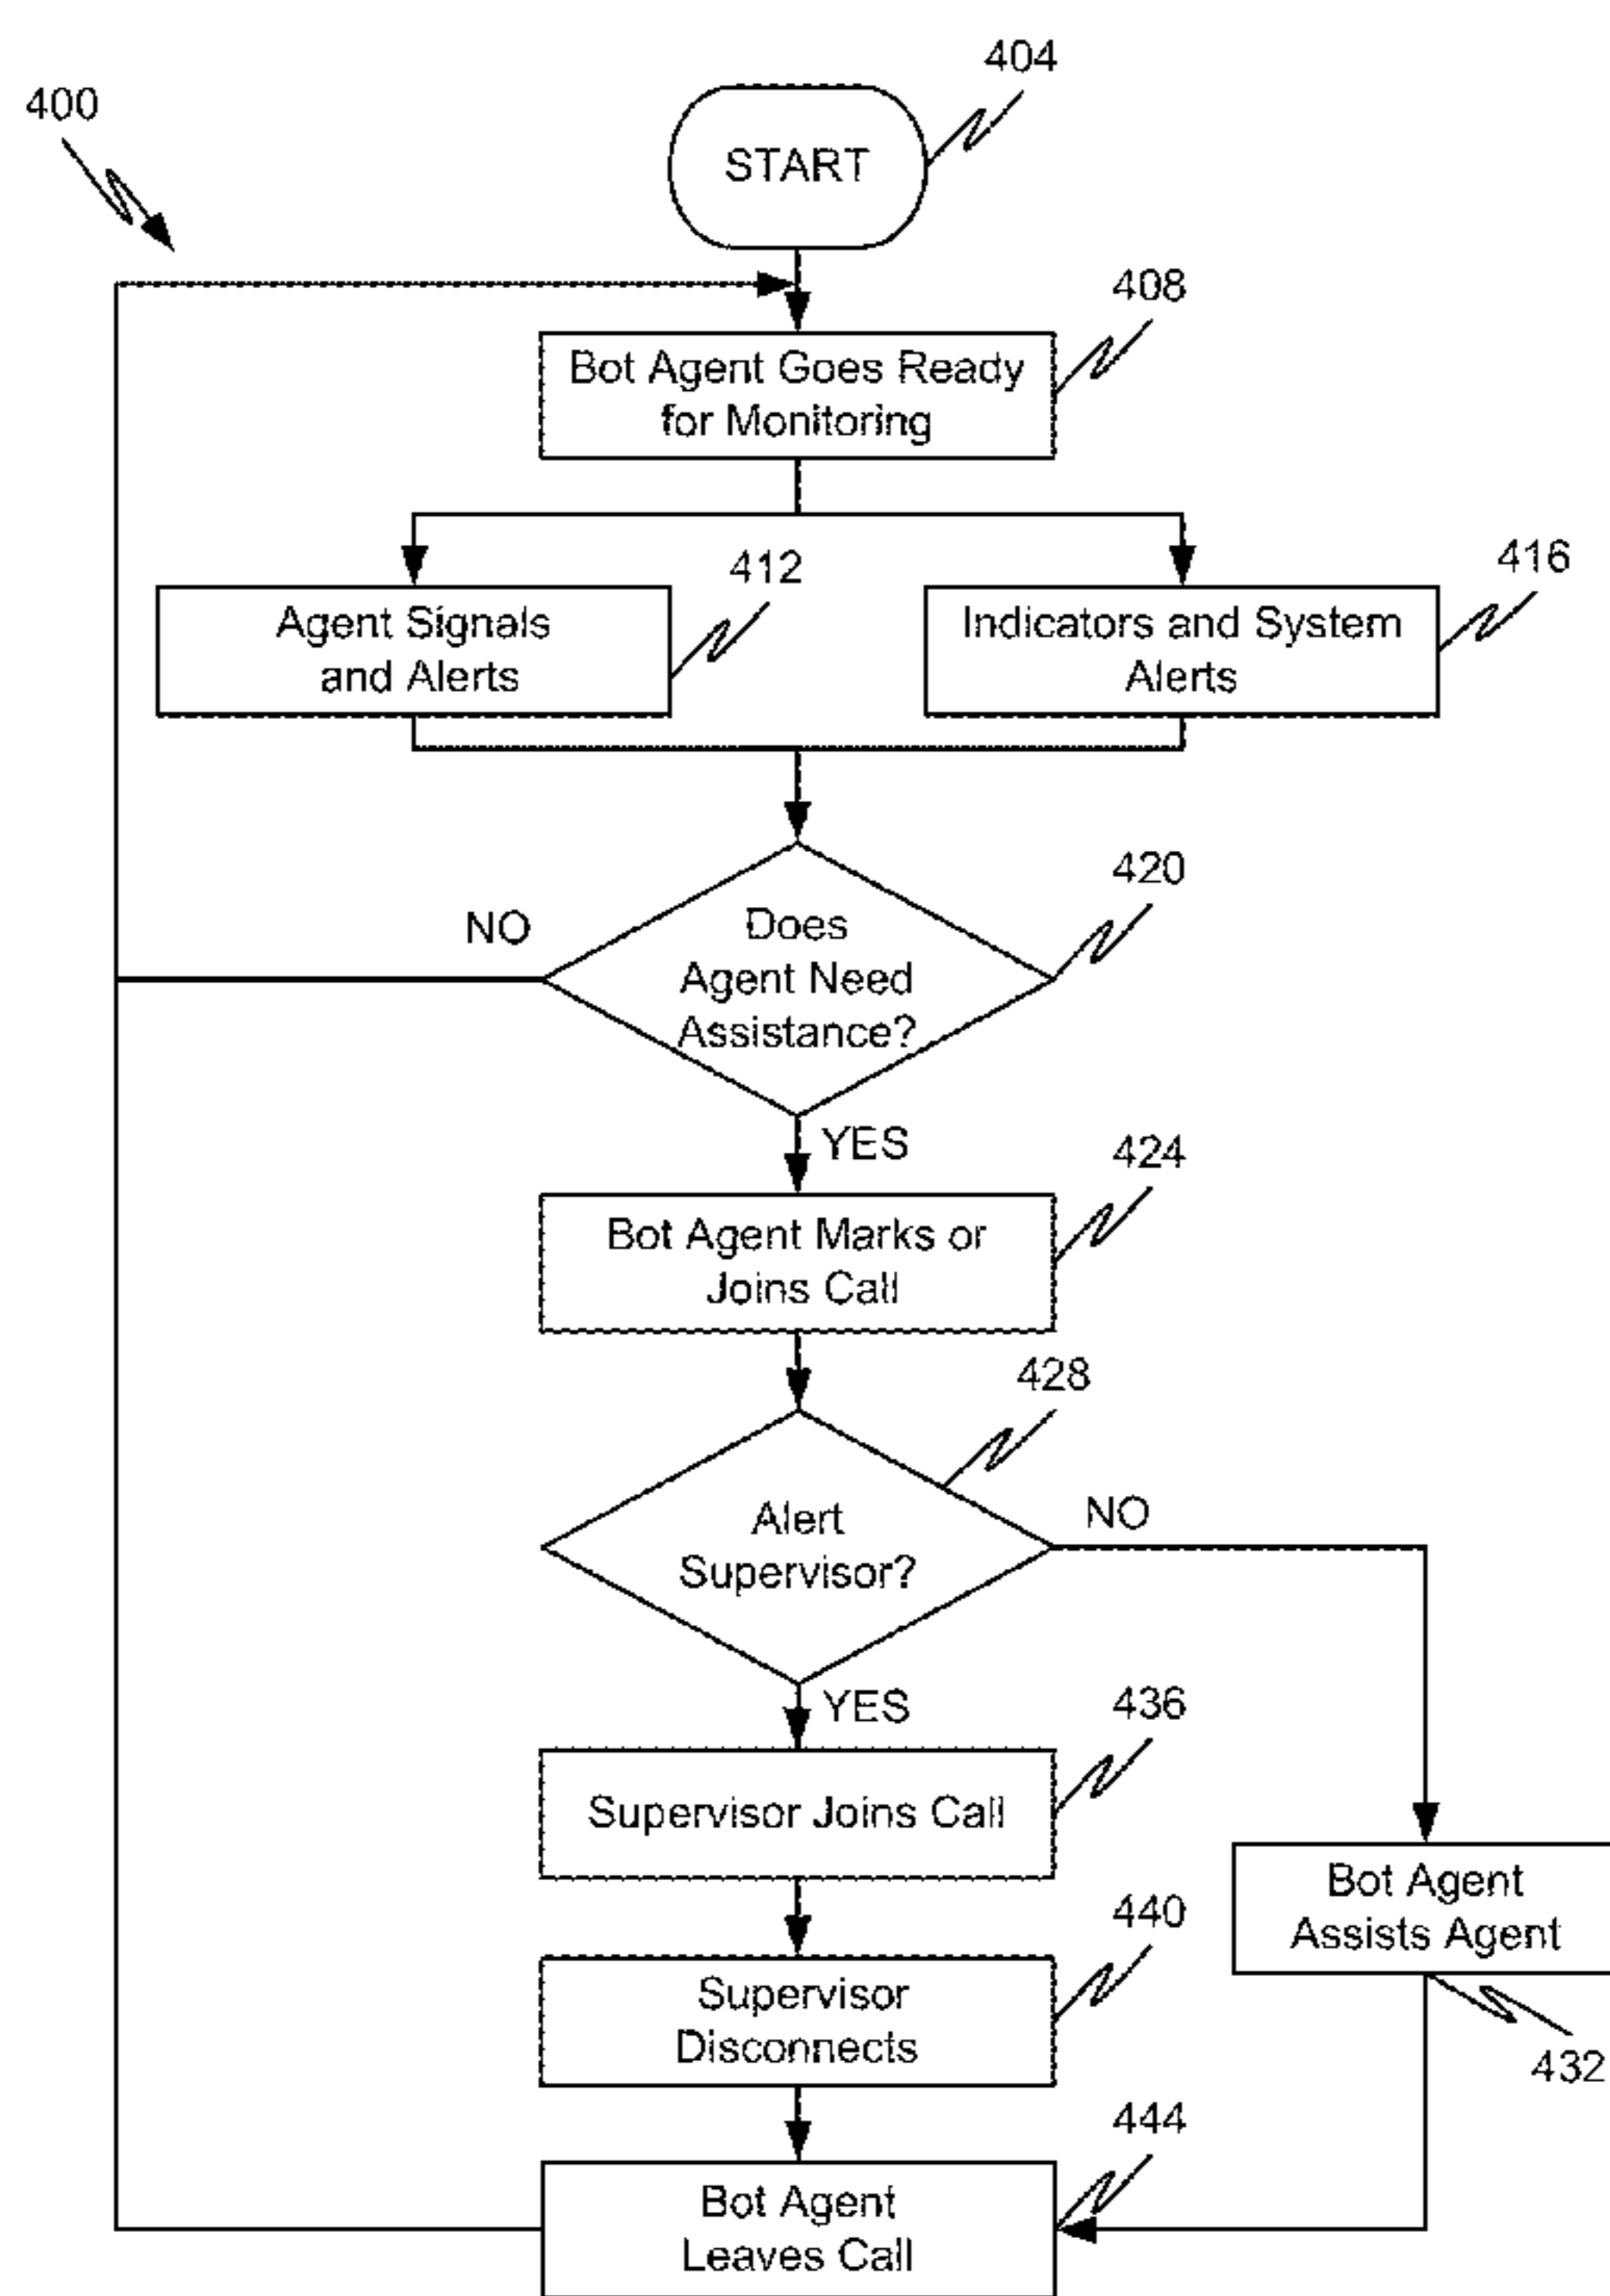 404
400
START
408
Bot Agent Goes Ready
for Monitoring
412
416
Agent Signals
and Alerts
Indicators and System
Alerts
420
NO
Does
Agent Need
Assistance?
YES
424
Bot Agent Marks or
Joins Call
428
NO
Alert
Supervisor?
YES
436
Supervisor Joins Call
Bot Agent
Assists Agent
440
Supervisor
Disconnects
432
444
Bot Agent
Leaves Call